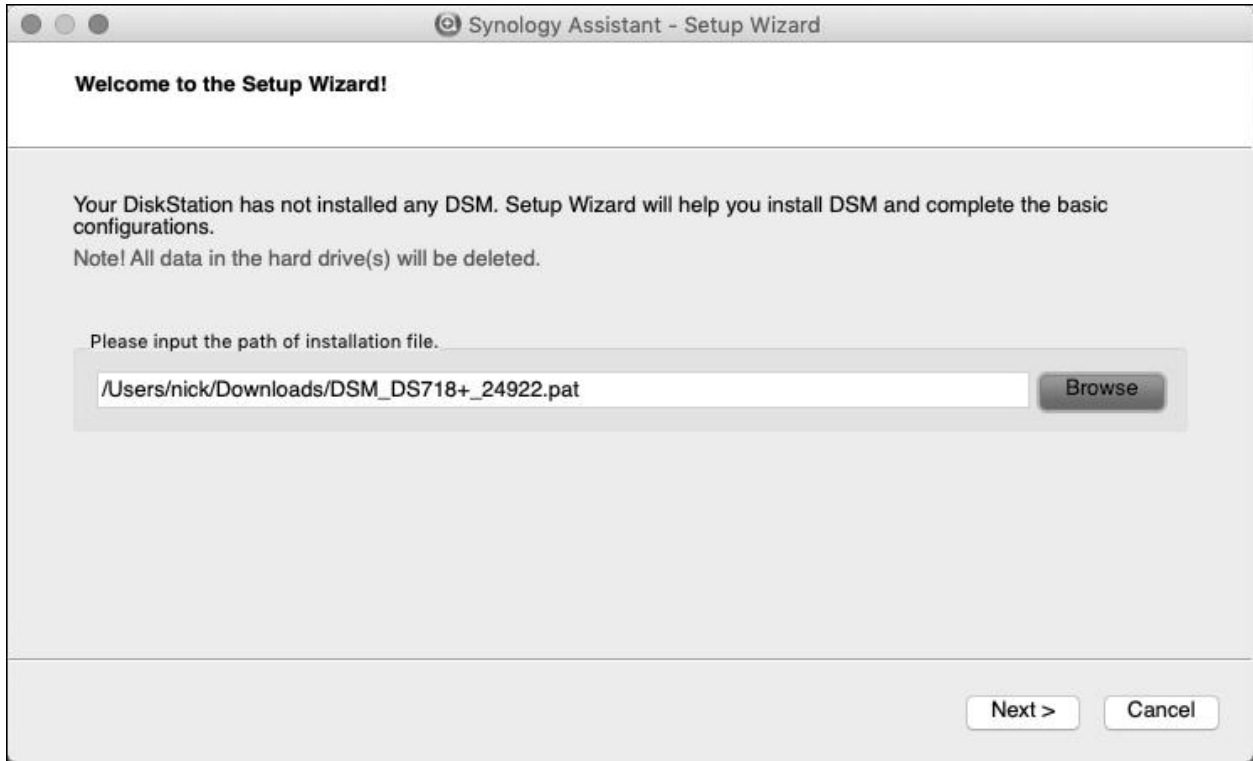 Synology Assistant - Setup Wizard
Welcome to the Setup Wizard!
Your DiskStation has not installed any DSM. Setup Wizard will help you install DSM and complete the basic
configurations.
Note! All data in the hard drive(s) will be deleted.
Please input the path of installation file.
/Users/nick/Downloads/DSM_DS718+_24922.pat
Browse
Next >
Cancel